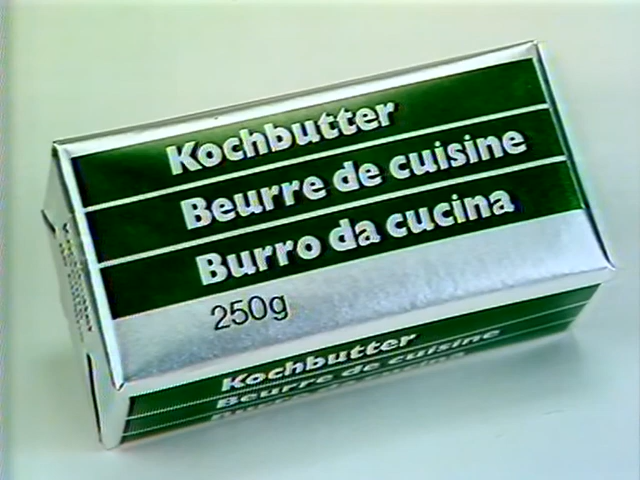 Kochbutter
Beurre de cuisine
Burro da cucina
250g
Kochbutter
Beurre de cuisine